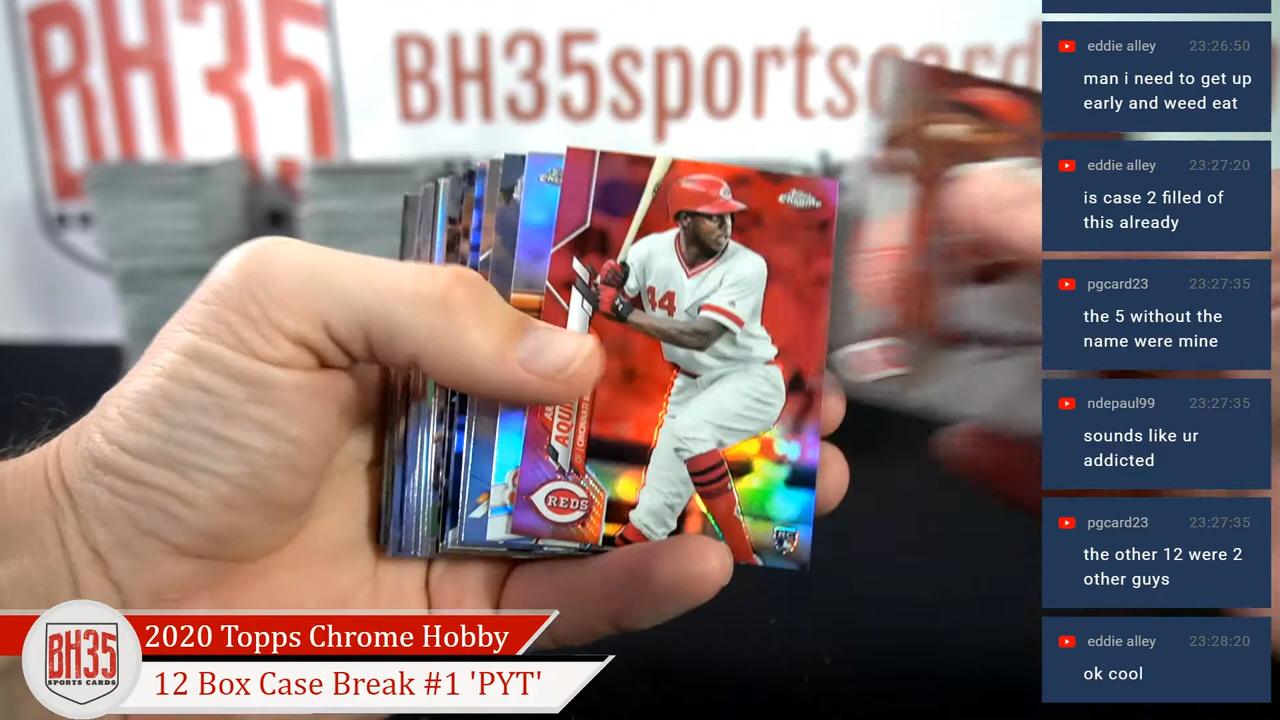 BH35
BH35sportscard
Topps
Chrome
44
AQUI
CINCINNATI
REDS
BH35
SPORTS CARDS
2020 Topps Chrome Hobby
12 Box Case Break #1 'PYT'
eddie alley 23:26:50
man i need to get up
early and weed eat
eddie alley 23:27:20
is case 2 filled of
this already
pgcard23 23:27:35
the 5 without the
name were mine
ndepaul99 23:27:35
sounds like ur
addicted
pgcard23 23:27:35
the other 12 were 2
other guys
eddie alley 23:28:20
ok cool